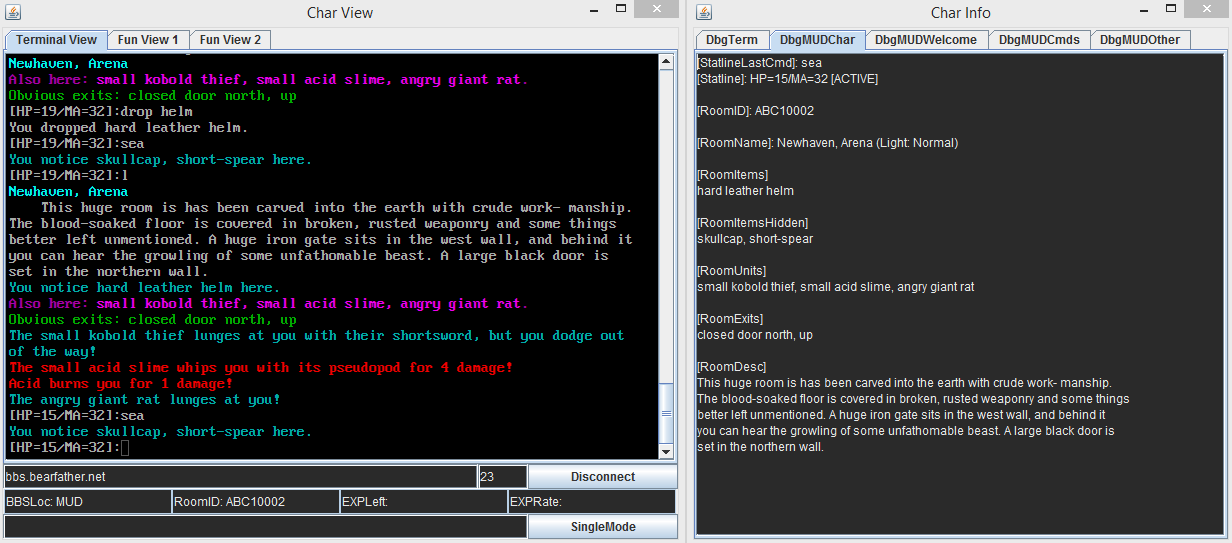 Char View
Terminal View
Fun View 1
Fun View 2
Newhaven, Arena
Also here: small kobold thief, small acid slime, angry giant rat.
Obvious exits: closed door north, up
[HP=19/MA=32]:drop helm
You dropped hard leather helm.
[HP=19/MA=32]:sea
You notice skullcap, short-spear here.
[HP=19/MA=32]:l
Newhaven, Arena
This huge room is has been carved into the earth with crude work- manship.
The blood-soaked floor is covered in broken, rusted weaponry and some things
better left unmentioned. A huge iron gate sits in the west wall, and behind it
you can hear the growling of some unfathomable beast. A large black door is
set in the northern wall.
You notice hard leather helm here.
Also here: small kobold thief, small acid slime, angry giant rat.
Obvious exits: closed door north, up
The small kobold thief lunges at you with their shortsword, but you dodge out
of the way!
The small acid slime whips you with its pseudopod for 4 damage!
Acid burns you for 1 damage!
The angry giant rat lunges at you!
[HP=15/MA=32]:sea
You notice skullcap, short-spear here.
[HP=15/MA=32]:
bbs.bearfather.net
23
Disconnect
BBSLoc: MUD
RoomID: ABC10002
EXPLeft:
EXPRate:
SingleMode
Char Info
DbgTerm
DbgMUDChar
DbgMUDWelcome
DbgMUDCmds
DbgMUDOther
[StatlineLastCmd]: sea
[Statline]: HP=15/MA=32 [ACTIVE]
[RoomID]: ABC10002
[RoomName]: Newhaven, Arena (Light: Normal)
[RoomItems]
hard leather helm
[RoomItemsHidden]
skullcap, short-spear
[RoomUnits]
small kobold thief, small acid slime, angry giant rat
[RoomExits]
closed door north, up
[RoomDesc]
This huge room is has been carved into the earth with crude work- manship.
The blood-soaked floor is covered in broken, rusted weaponry and some things
better left unmentioned. A huge iron gate sits in the west wall, and behind it
you can hear the growling of some unfathomable beast. A large black door is
set in the northern wall.